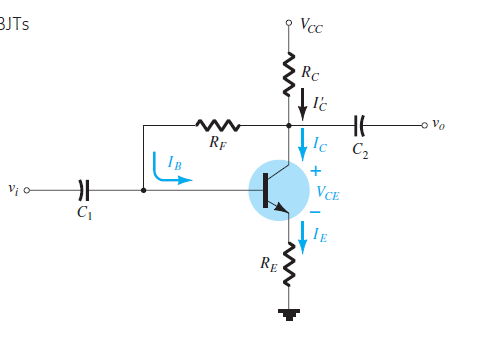 BJTs
VCC
RC
I'C
RF
vo
IC
C2
IB
+
VCE
vi
C1
−
IE
RE